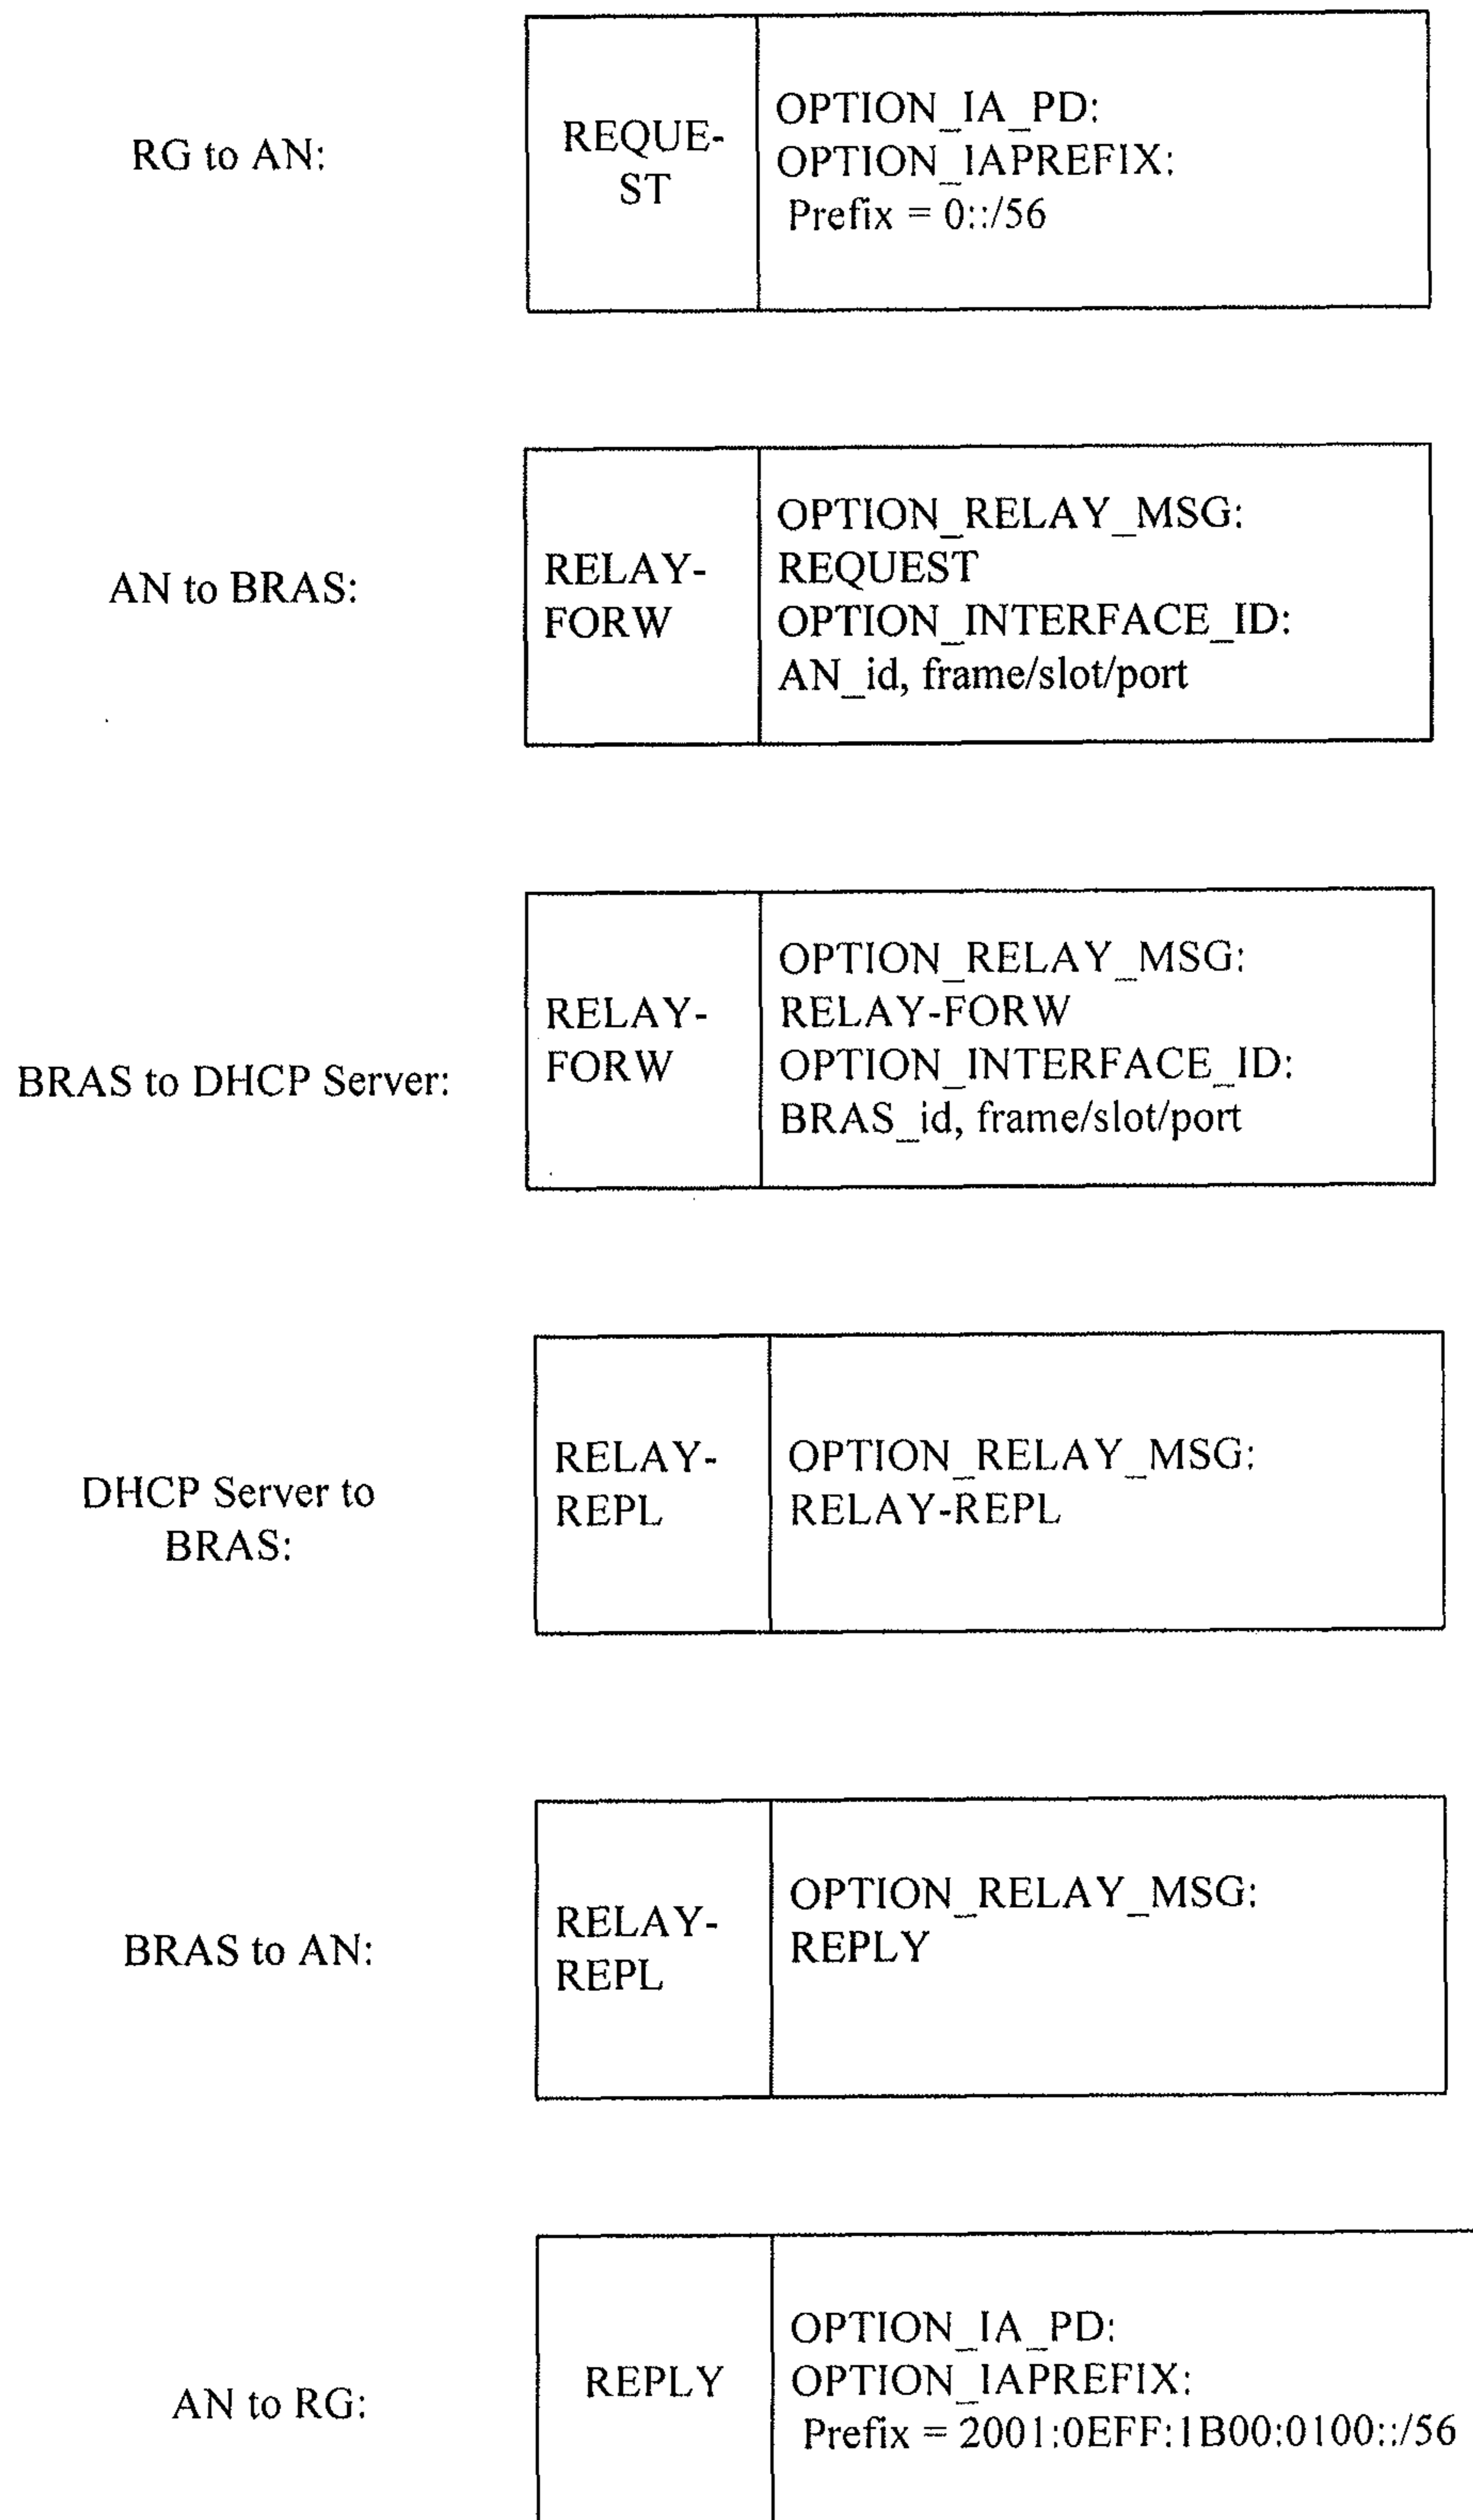 RG to AN:
REQUE-
ST
OPTION_IA_PD:
OPTION_IAPREFIX:
Prefix = 0::/56
AN to BRAS:
RELAY-
FORW
OPTION_RELAY_MSG:
REQUEST
OPTION_INTERFACE_ID:
AN_id, frame/slot/port
BRAS to DHCP Server:
RELAY-
FORW
OPTION_RELAY_MSG:
RELAY-FORW
OPTION_INTERFACE_ID:
BRAS_id, frame/slot/port
DHCP Server to
BRAS:
RELAY-
REPL
OPTION_RELAY_MSG:
RELAY-REPL
BRAS to AN:
RELAY-
REPL
OPTION_RELAY_MSG:
REPLY
AN to RG:
REPLY
OPTION_IA_PD:
OPTION_IAPREFIX:
Prefix = 2001:0EFF:1B00:0100::/56